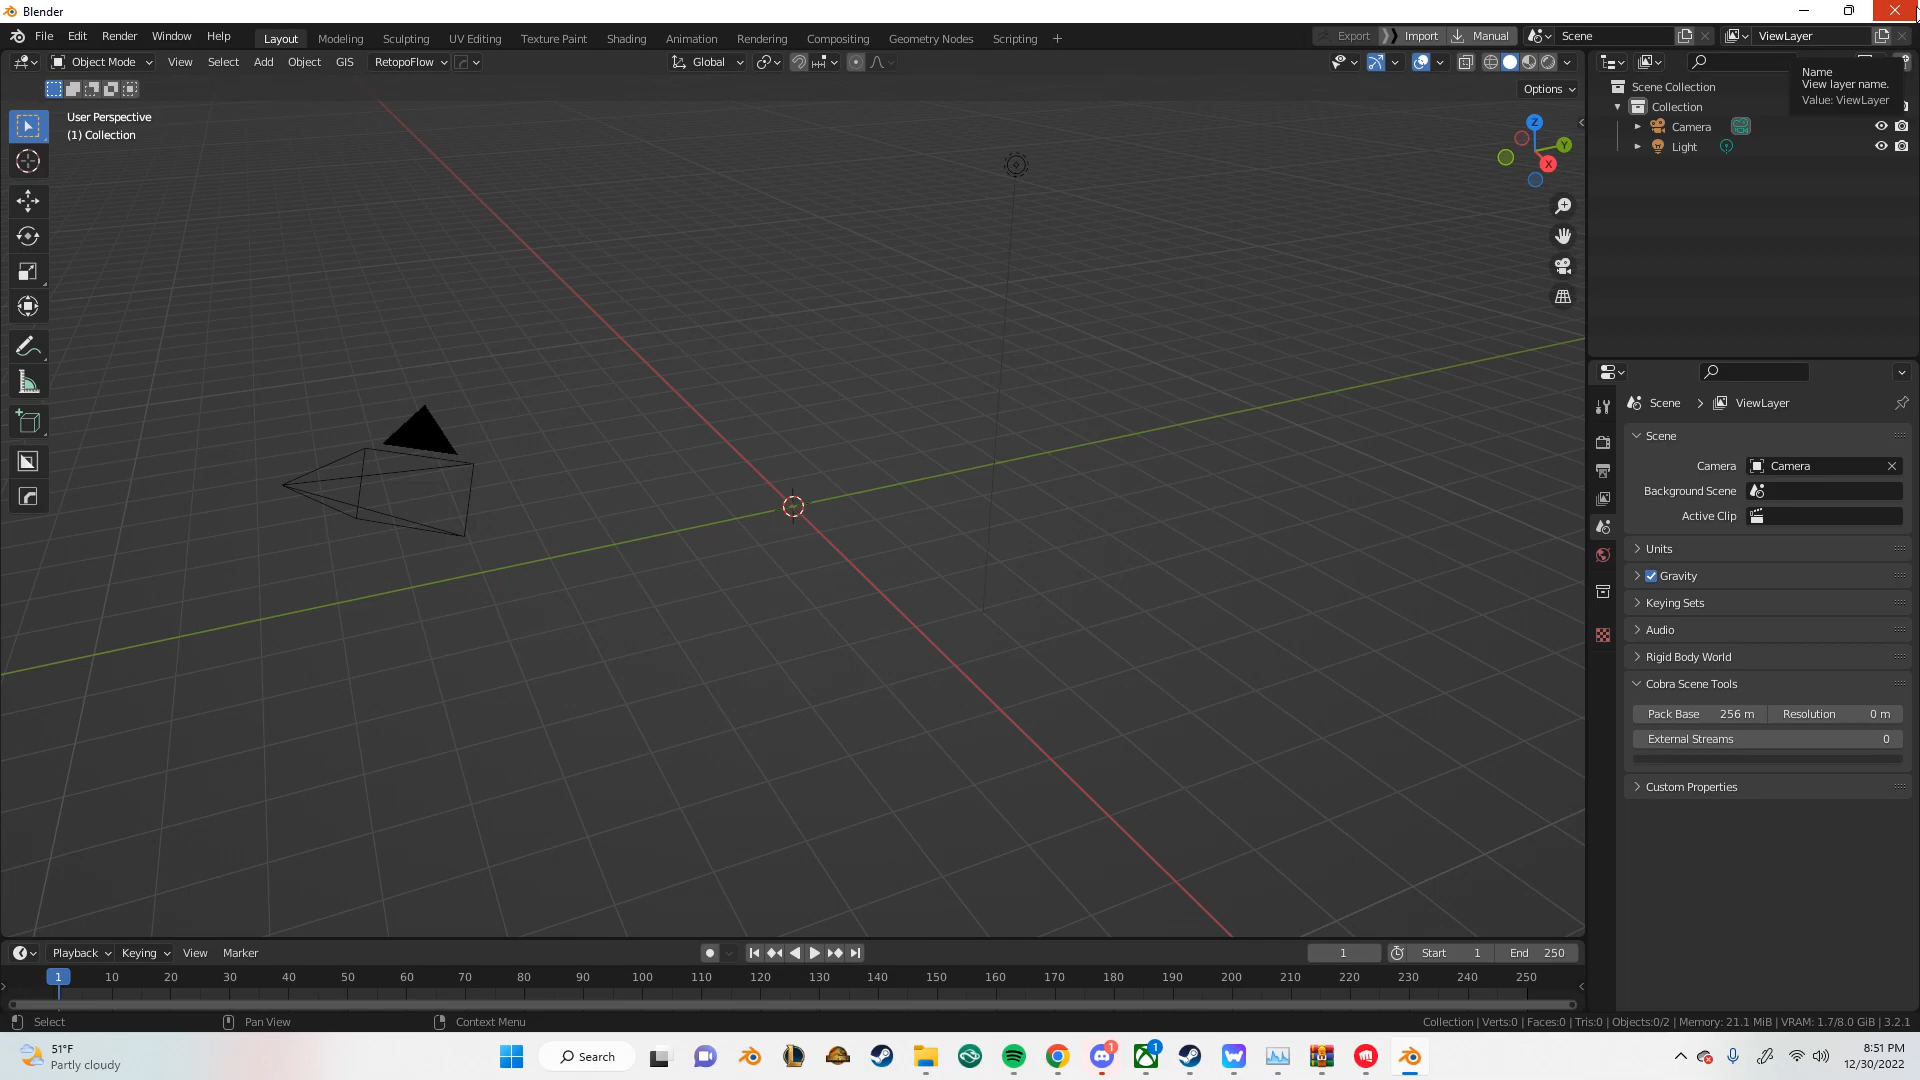 Blender
File Edit Render Window Help Layout Modeling Sculpting UV Editing Texture Paint Shading Animation Rendering Compositing Geometry Nodes Scripting + Export Import Manual Scene ViewLayer
Object Mode View Select Add Object GIS RetopoFlow Global
Options
User Perspective
(1) Collection
Z
Y
X
Name
View layer name.
Value: ViewLayer
Scene Collection
Collection
Camera
Light
Scene > ViewLayer
Scene
Camera Camera
Background Scene
Active Clip
Units
Gravity
Keying Sets
Audio
Rigid Body World
Cobra Scene Tools
Pack Base 256 m Resolution 0 m
External Streams 0
Custom Properties
Playback Keying View Marker 1 Start 1 End 250
1 10 20 30 40 50 60 70 80 90 100 110 120 130 140 150 160 170 180 190 200 210 220 230 240 250
Select Pan View Context Menu Collection | Verts:0 | Faces:0 | Tris:0 | Objects:0/2 | Memory: 21.1 MiB | VRAM: 1.7/8.0 GiB | 3.2.1
51°F
Partly cloudy
Search
1
1
8:51 PM
12/30/2022